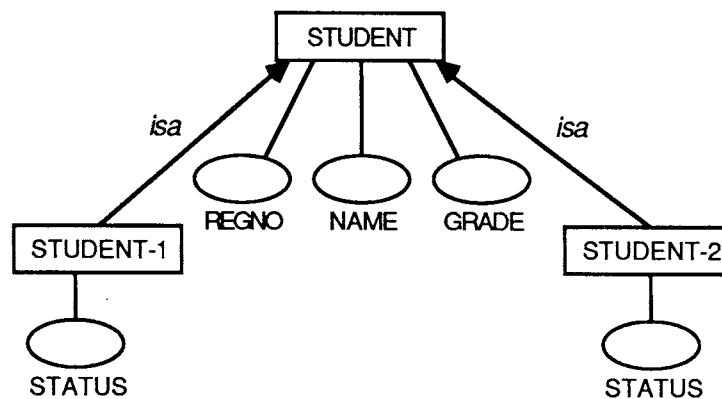 STUDENT
isa
isa
REGNO
NAME
GRADE
STUDENT-1
STUDENT-2
STATUS
STATUS